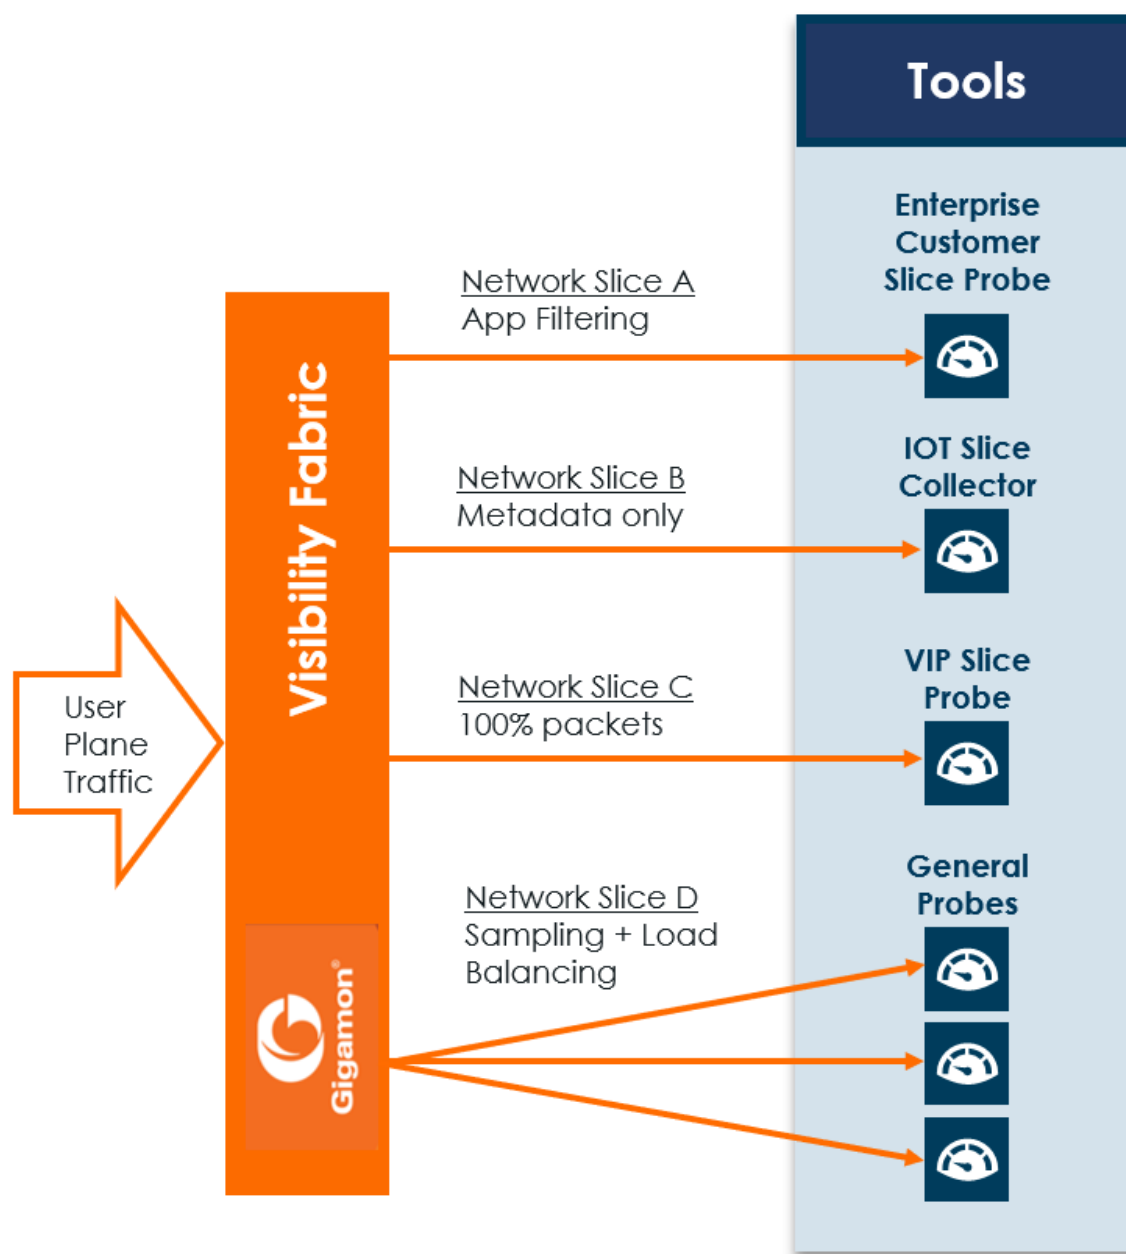 Tools
Enterprise
Customer
Slice Probe
Network Slice A
App Filtering
IOT Slice
Collector
Network Slice B
Metadata only
Visibility Fabric
User
Plane
Traffic
VIP Slice
Probe
Network Slice C
100% packets
General
Probes
Network Slice D
Sampling + Load
Balancing
Gigamon®